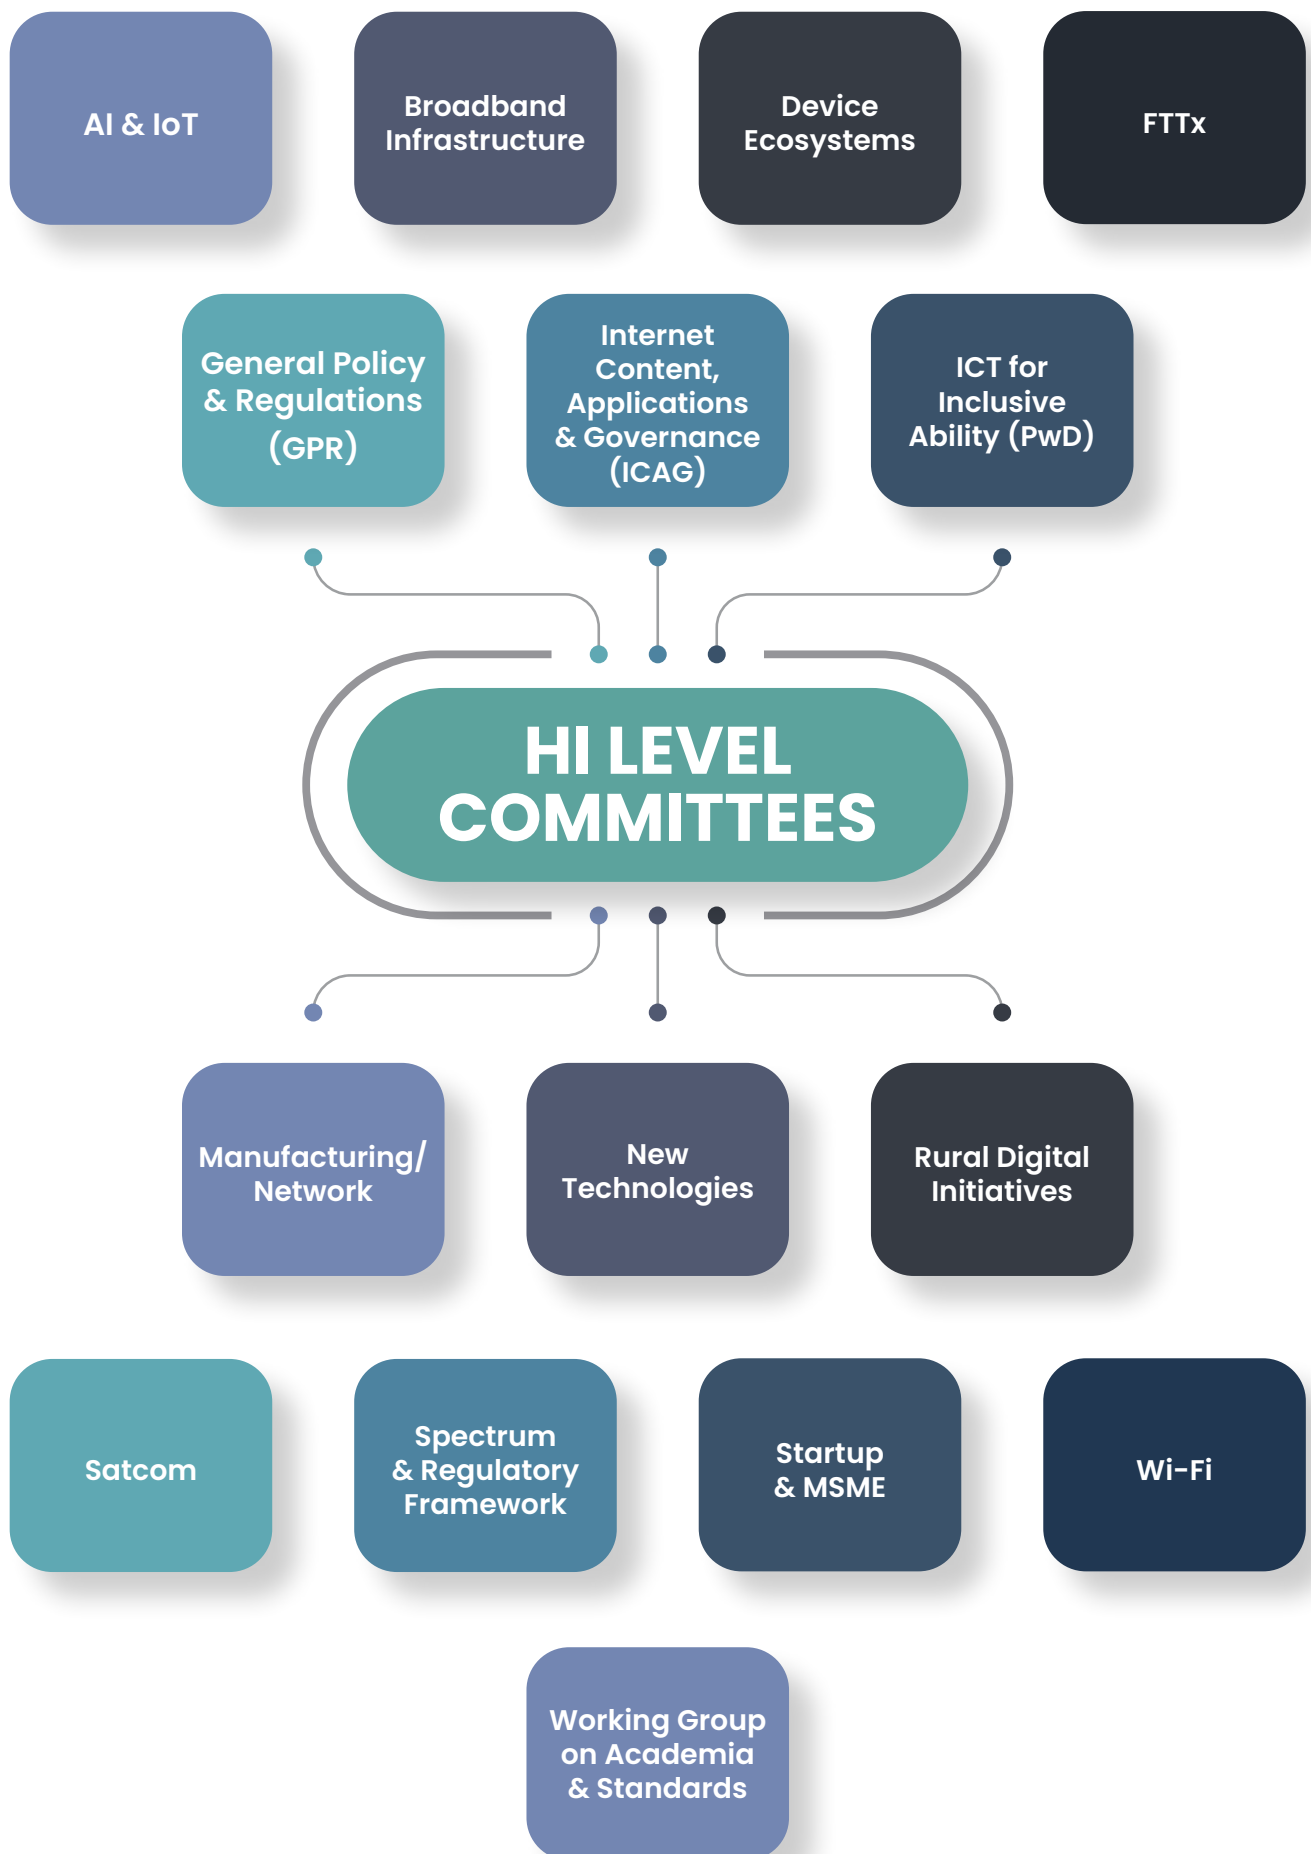 AI & IoT
Broadband
Infrastructure
Device
Ecosystems
FTTx
General Policy
& Regulations
(GPR)
Internet
Content,
Applications
& Governance
(ICAG)
ICT for
Inclusive
Ability (PwD)
HI LEVEL
COMMITTEES
Manufacturing/
Network
New
Technologies
Rural Digital
Initiatives
Satcom
Spectrum
& Regulatory
Framework
Startup
& MSME
Wi-Fi
Working Group
on Academia
& Standards